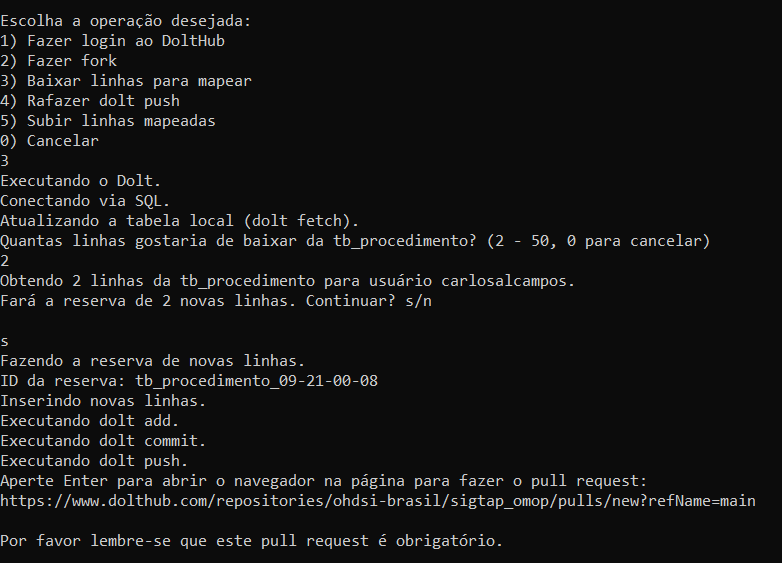 Escolha a operação desejada:
1) Fazer login ao DoltHub
2) Fazer fork
3) Baixar linhas para mapear
4) Rafazer dolt push
5) Subir linhas mapeadas
0) Cancelar
3
Executando o Dolt.
Conectando via SQL.
Atualizando a tabela local (dolt fetch).
Quantas linhas gostaria de baixar da tb_procedimento? (2 - 50, 0 para cancelar)
2
Obtendo 2 linhas da tb_procedimento para usuário carlosalcampos.
Fará a reserva de 2 novas linhas. Continuar? s/n
s
Fazendo a reserva de novas linhas.
ID da reserva: tb_procedimento_09-21-00-08
Inserindo novas linhas.
Executando dolt add.
Executando dolt commit.
Executando dolt push.
Aperte Enter para abrir o navegador na página para fazer o pull request:
https://www.dolthub.com/repositories/ohdsi-brasil/sigtap_omop/pulls/new?refName=main
Por favor lembre-se que este pull request é obrigatório.